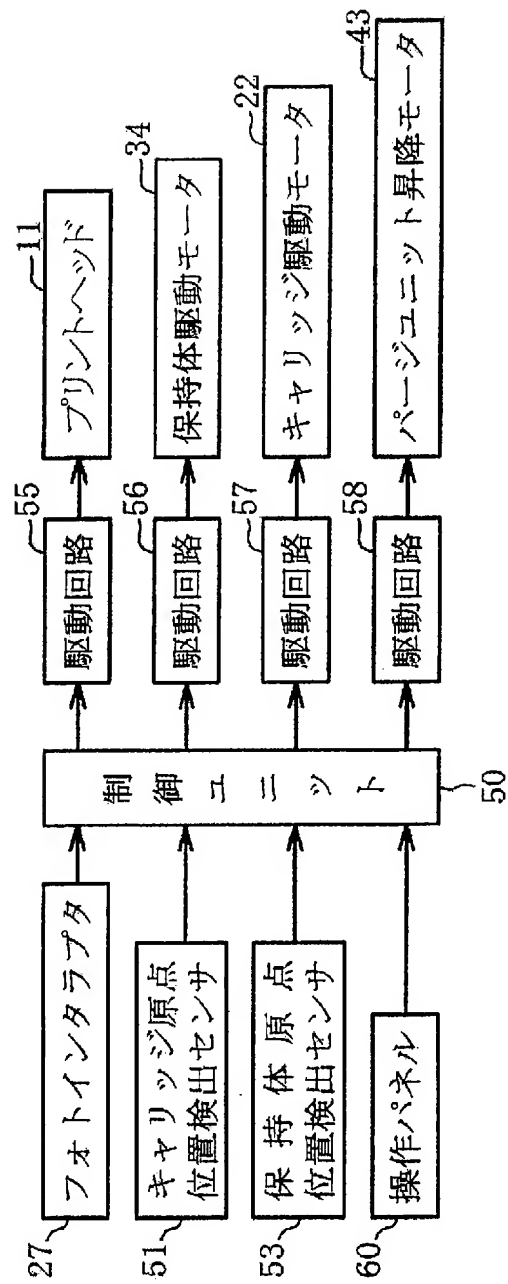 フォトインタラプタ
27
キャリッジ原点
位置検出センサ
51
保持体原点
位置検出センサ
53
操作パネル
60
制御ユニット
50
駆動回路
55
プリントヘッド
11
駆動回路
56
保持体駆動モータ
34
駆動回路
57
キャリッジ駆動モータ
22
駆動回路
58
パージユニット昇降モータ
43